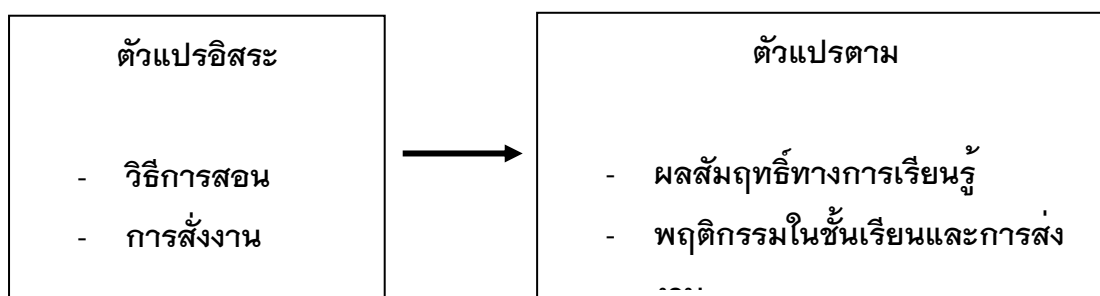 ตัวแปรอิสระ
- วิธีการสอน
- การสั่งงาน
ตัวแปรตาม
- ผลสัมฤทธิ์ทางการเรียนรู้
- พฤติกรรมในชั้นเรียนและการส่ง